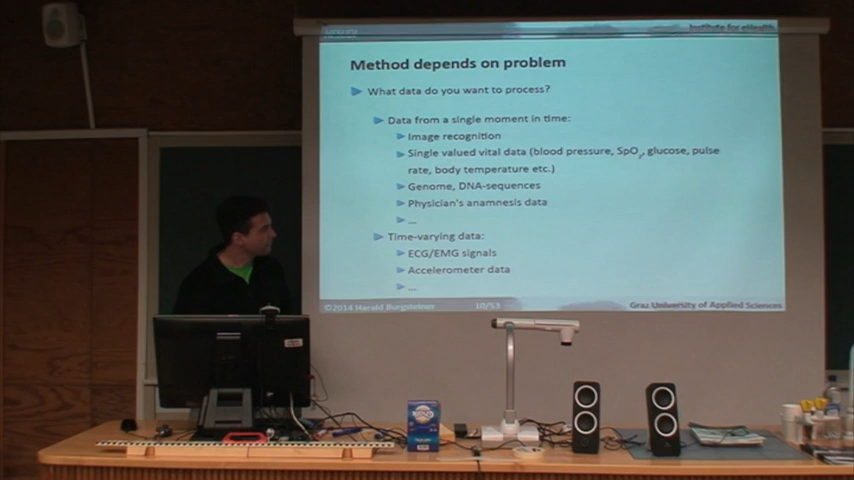 Institute for eHealth
Method depends on problem
What data do you want to process?
Data from a single moment in time:
Image recognition
Single valued vital data (blood pressure, SpO2, glucose, pulse
rate, body temperature etc.)
Genome, DNA-sequences
Physician's anamnesis data
...
Time-varying data:
ECG/EMG signals
Accelerometer data
...
©2014 Harald Burgsteiner 10/53 Graz University of Applied Sciences